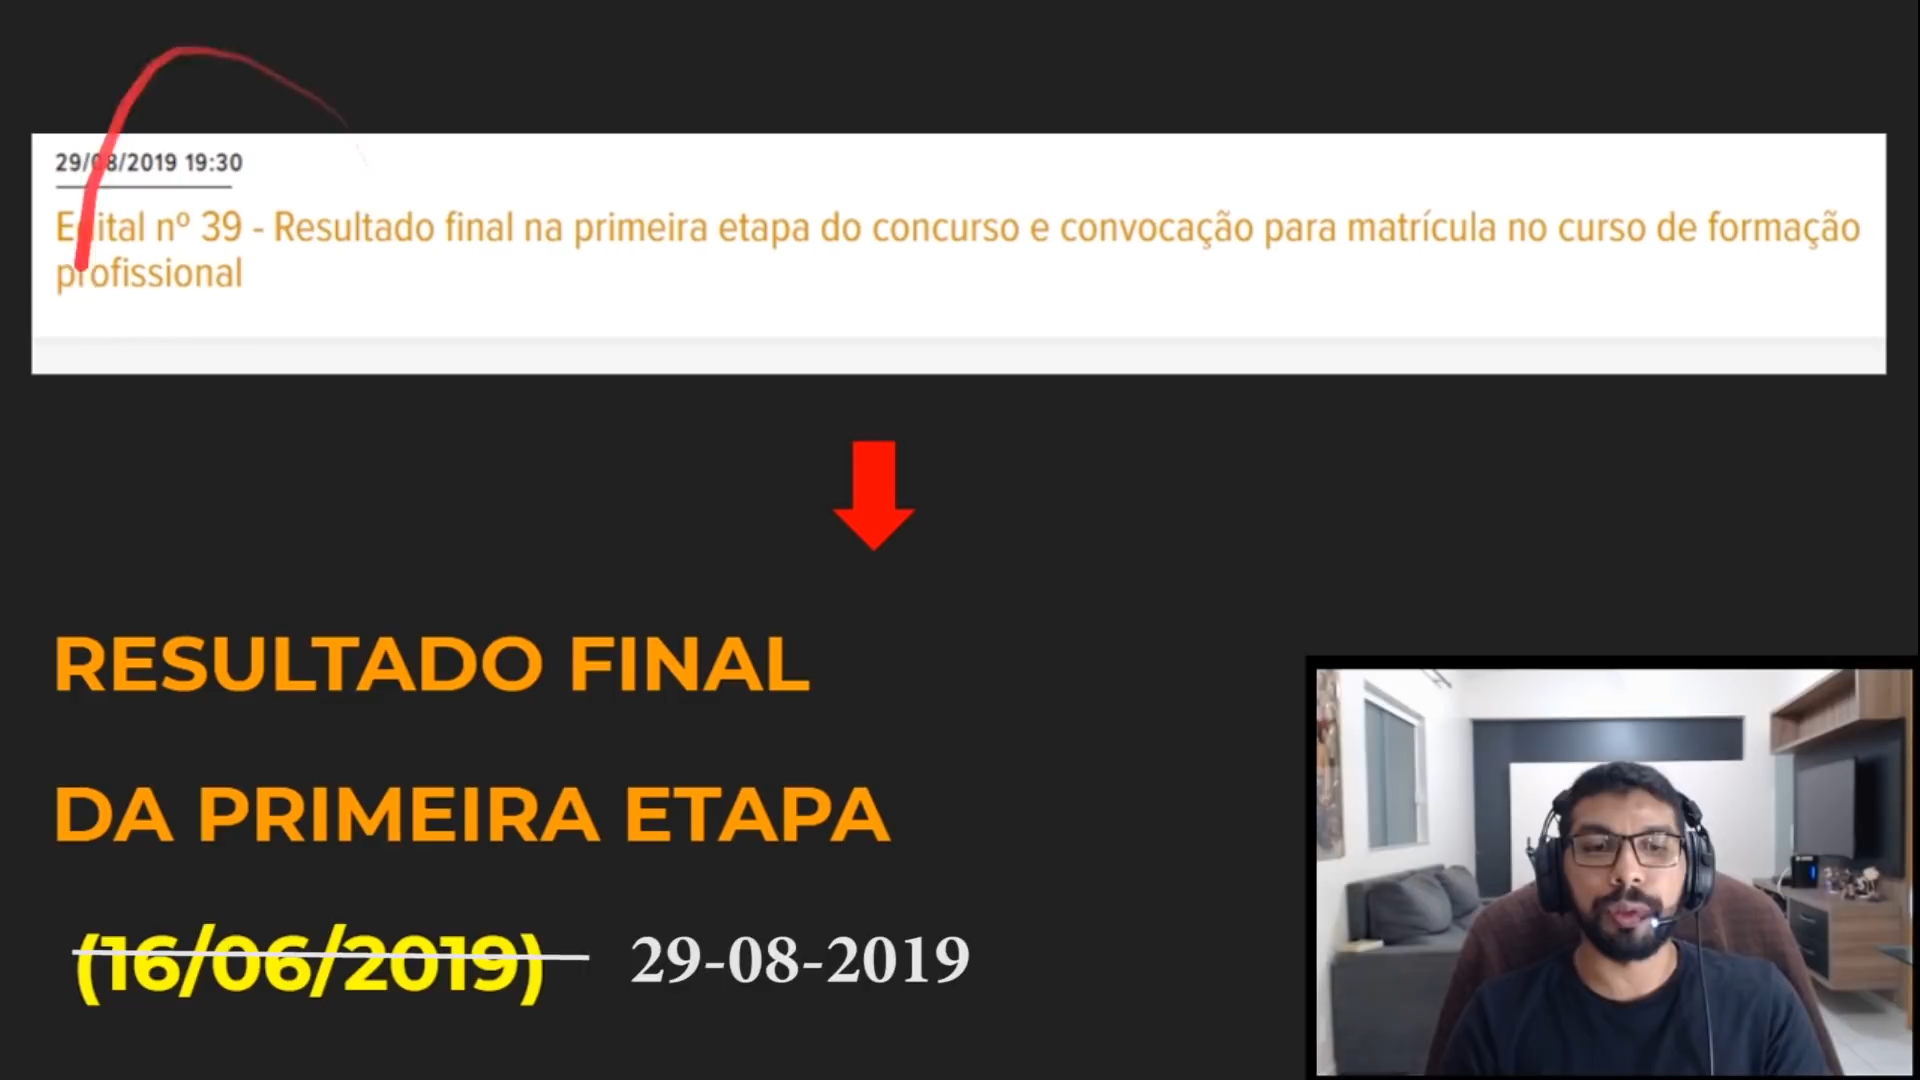 29/08/2019 19:30
Edital nº 39 - Resultado final na primeira etapa do concurso e convocação para matrícula no curso de formação
profissional
RESULTADO FINAL
DA PRIMEIRA ETAPA
(16/06/2019) 29-08-2019